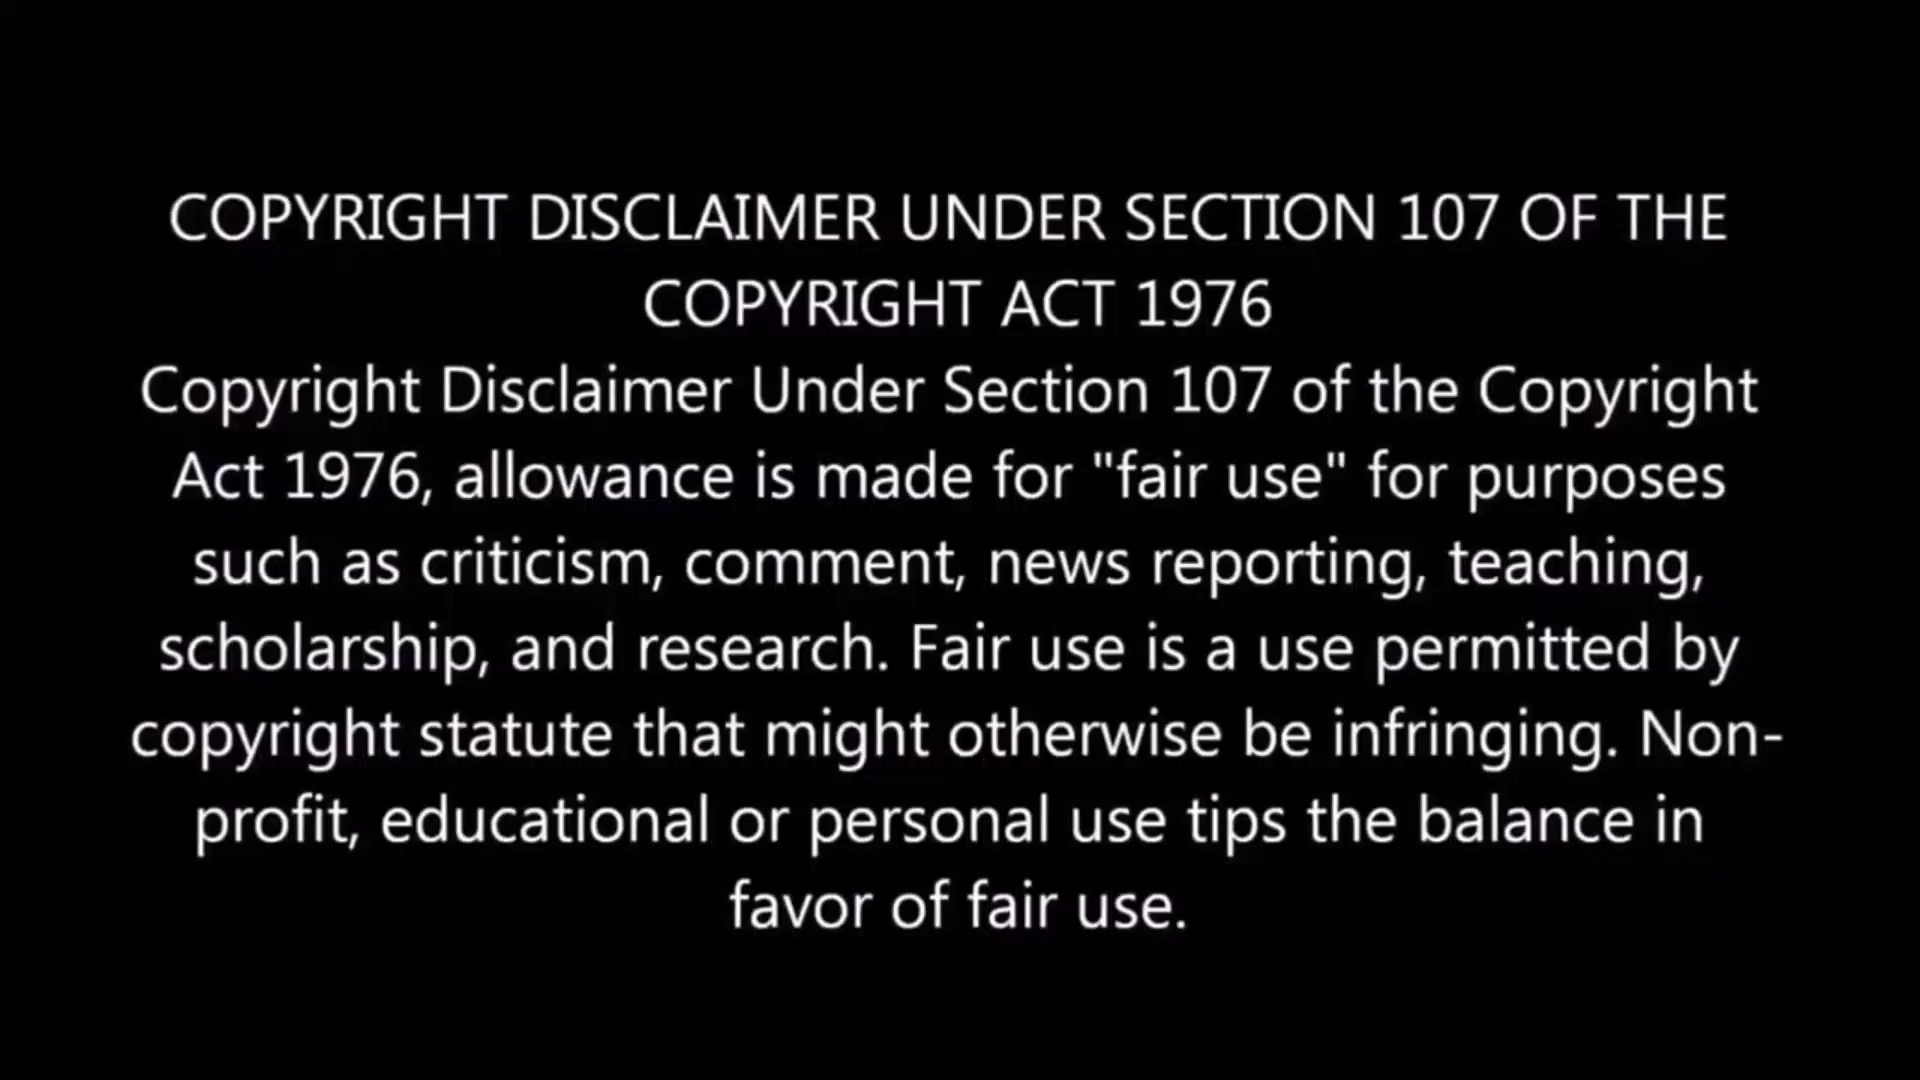 COPYRIGHT DISCLAIMER UNDER SECTION 107 OF THE
COPYRIGHT ACT 1976
Copyright Disclaimer Under Section 107 of the Copyright
Act 1976, allowance is made for "fair use" for purposes
such as criticism, comment, news reporting, teaching,
scholarship, and research. Fair use is a use permitted by
copyright statute that might otherwise be infringing. Non-
profit, educational or personal use tips the balance in
favor of fair use.